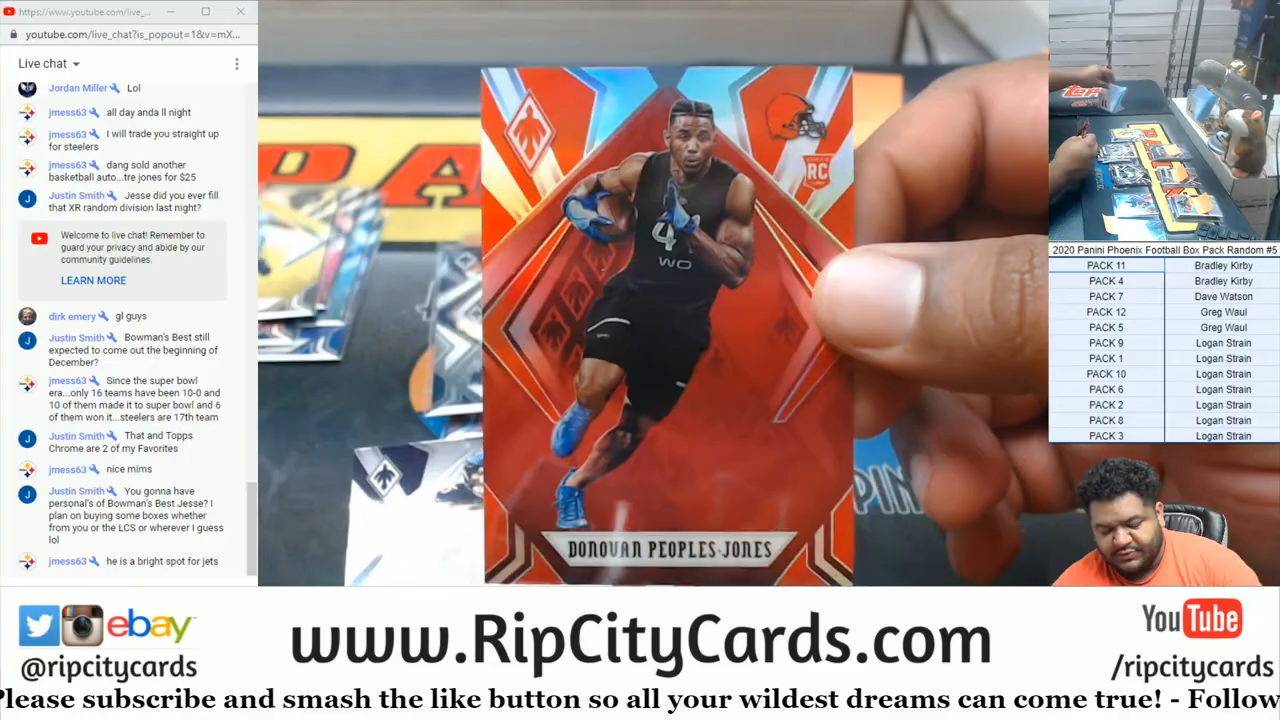 https://www.youtube.com/live_...
youtube.com/live_chat?is_popout=1&v=mX...
Live chat
Jordan Miller Lol
jmess63 all day anda ll night
jmess63 I will trade you straight up
for steelers
jmess63 dang sold another
basketball auto...tre jones for $25
Justin Smith Jesse did you ever fill
that XR random division last night?
Welcome to live chat! Remember to
guard your privacy and abide by our
community guidelines.
LEARN MORE
dirk emery gl guys
Justin Smith Bowman's Best still
expected to come out the beginning of
December?
jmess63 Since the super bowl
era...only 16 teams have been 10-0 and
10 of them made it to super bowl and 6
of them won it...steelers are 17th team
Justin Smith That and Topps
Chrome are 2 of my Favorites
jmess63 nice mims
Justin Smith You gonna have
personal's of Bowman's Best Jesse? I
plan on buying some boxes whether
from you or the LCS or wherever I guess
lol
jmess63 he is a bright spot for jets
RC
4
WO
DONOVAN PEOPLES-JONES
PIN
Topps
2020 Panini Phoenix Football Box Pack Random #5
PACK 11 Bradley Kirby
PACK 4 Bradley Kirby
PACK 7 Dave Watson
PACK 12 Greg Waul
PACK 5 Greg Waul
PACK 9 Logan Strain
PACK 1 Logan Strain
PACK 10 Logan Strain
PACK 6 Logan Strain
PACK 2 Logan Strain
PACK 8 Logan Strain
PACK 3 Logan Strain
ebay
@ripcitycards
www.RipCityCards.com
YouTube
/ripcitycards
Please subscribe and smash the like button so all your wildest dreams can come true! - Follow